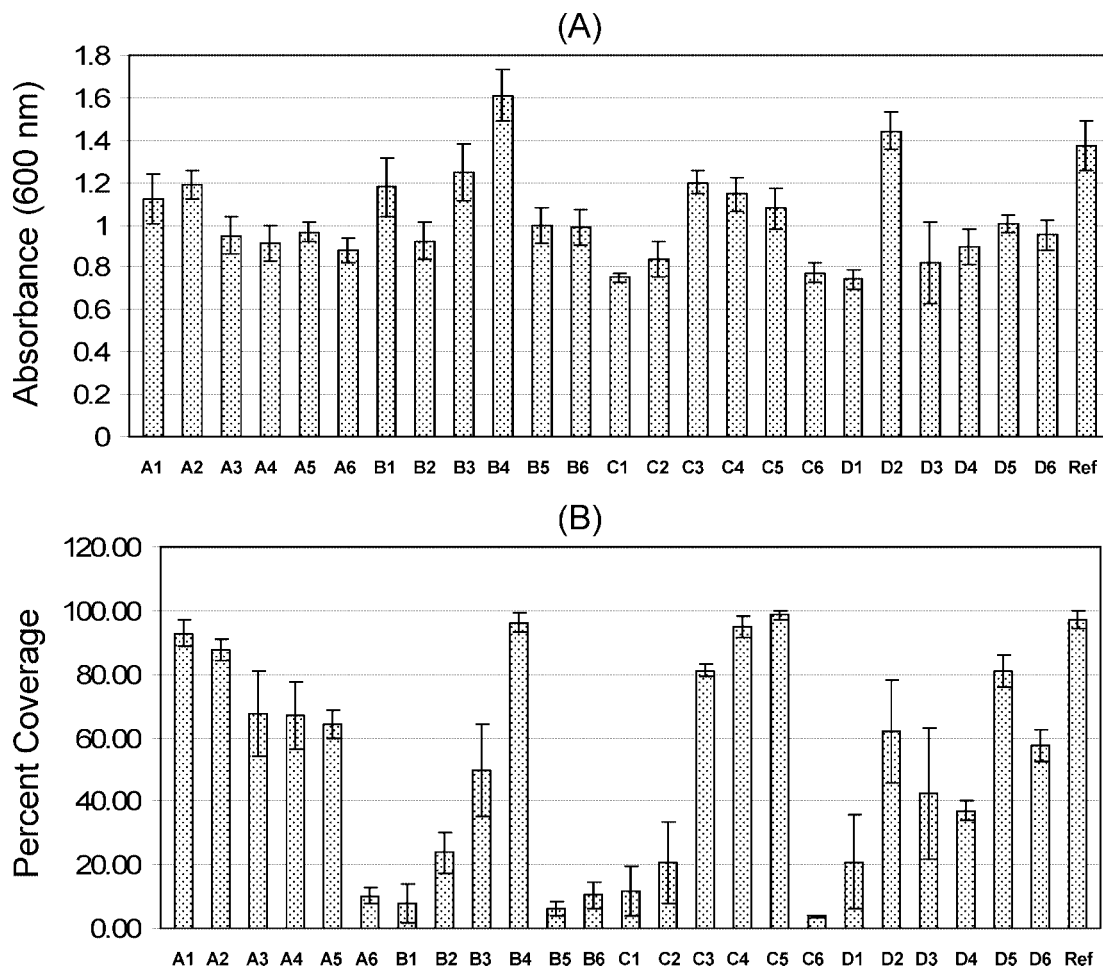 (A)
Absorbance (600 nm)
1.8
1.6
1.4
1.2
1
0.8
0.6
0.4
0.2
0
A1 A2 A3 A4 A5 A6 B1 B2 B3 B4 B5 B6 C1 C2 C3 C4 C5 C6 D1 D2 D3 D4 D5 D6 Ref
(B)
Percent Coverage
120.00
100.00
80.00
60.00
40.00
20.00
0.00
A1 A2 A3 A4 A5 A6 B1 B2 B3 B4 B5 B6 C1 C2 C3 C4 C5 C6 D1 D2 D3 D4 D5 D6 Ref